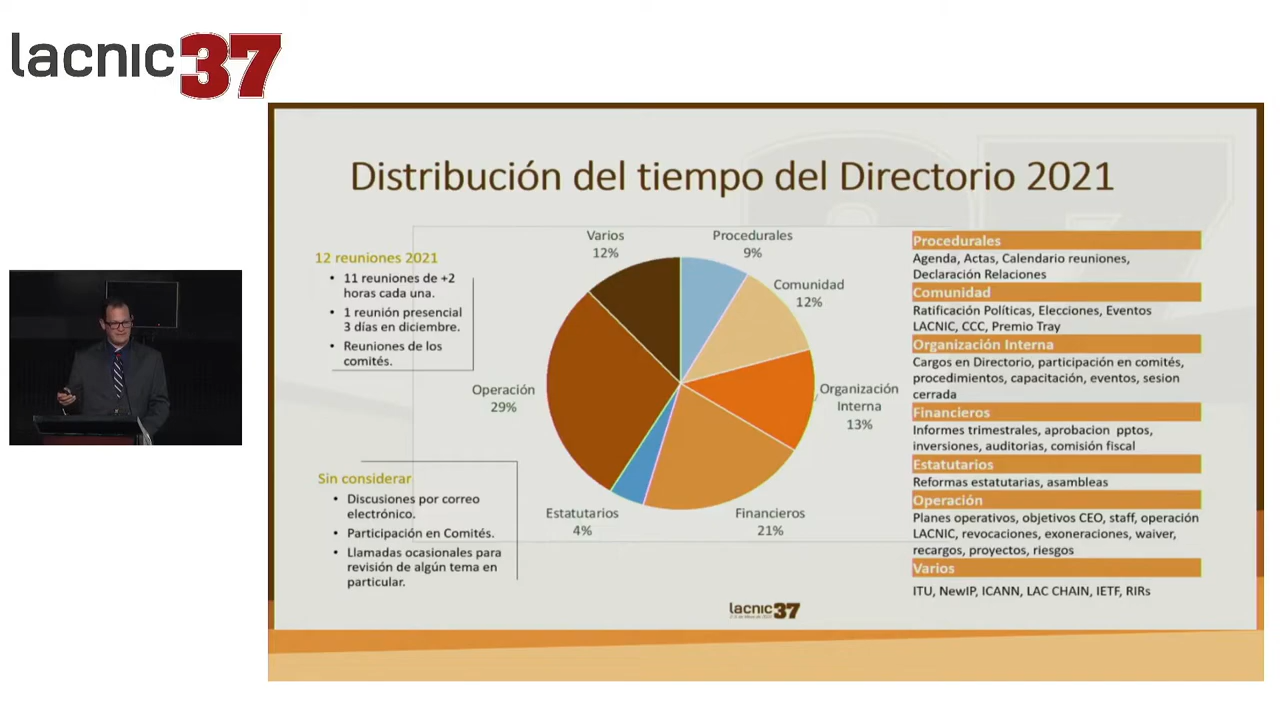 lacnic 37
Distribución del tiempo del Directorio 2021
12 reuniones 2021
• 11 reuniones de +2
horas cada una.
• 1 reunión presencial
3 días en diciembre.
• Reuniones de los
comités.
Sin considerar
• Discusiones por correo
electrónico.
• Participación en Comités.
• Llamadas ocasionales para
revisión de algún tema en
particular.
Varios
12%
Procedurales
9%
Comunidad
12%
Organización
Interna
13%
Financieros
21%
Estatutarios
4%
Operación
29%
Procedurales
Agenda, Actas, Calendario reuniones,
Declaración Relaciones
Comunidad
Ratificación Políticas, Elecciones, Eventos
LACNIC, CCC, Premio Tray
Organización Interna
Cargos en Directorio, participación en comités,
procedimientos, capacitación, eventos, sesion
cerrada
Financieros
Informes trimestrales, aprobacion pptos,
inversiones, auditorias, comisión fiscal
Estatutarios
Reformas estatutarias, asambleas
Operación
Planes operativos, objetivos CEO, staff, operación
LACNIC, revocaciones, exoneraciones, waiver,
recargos, proyectos, riesgos
Varios
ITU, NewIP, ICANN, LAC CHAIN, IETF, RIRs
lacnic 37